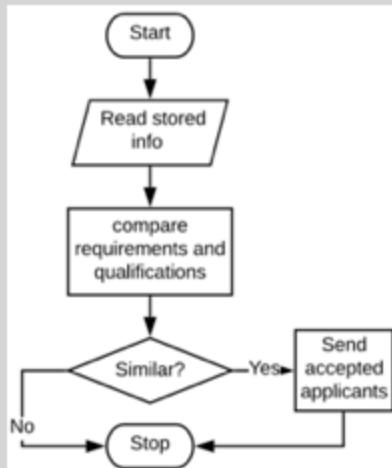 Start
Read stored
info
compare
requirements and
qualifications
Similar?
Yes
Send
accepted
applicants
No
Stop